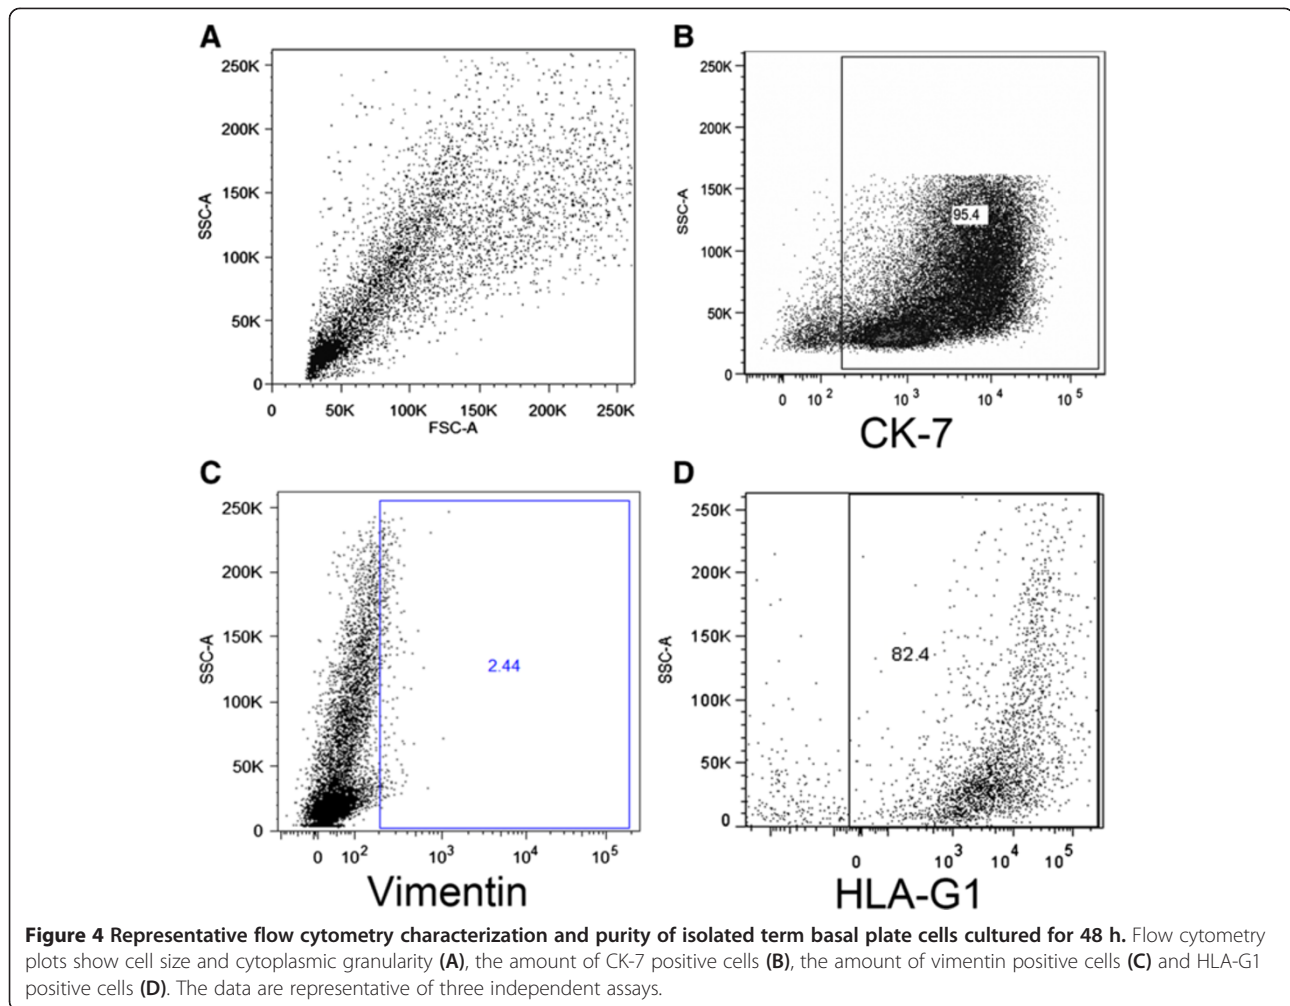 A
250K
200K
150K
100K
50K
0
SSC-A
0 50K 100K 150K 200K 250K
FSC-A
B
250K
200K
150K
100K
50K
0
SSC-A
95.4
0 10² 10³ 10⁴ 10⁵
CK-7
C
250K
200K
150K
100K
50K
0
SSC-A
2.44
0 10² 10³ 10⁴ 10⁵
Vimentin
D
250K
200K
150K
100K
50K
0
SSC-A
82.4
0 10³ 10⁴ 10⁵
HLA-G1
Figure 4 Representative flow cytometry characterization and purity of isolated term basal plate cells cultured for 48 h. Flow cytometry
plots show cell size and cytoplasmic granularity (A), the amount of CK-7 positive cells (B), the amount of vimentin positive cells (C) and HLA-G1
positive cells (D). The data are representative of three independent assays.